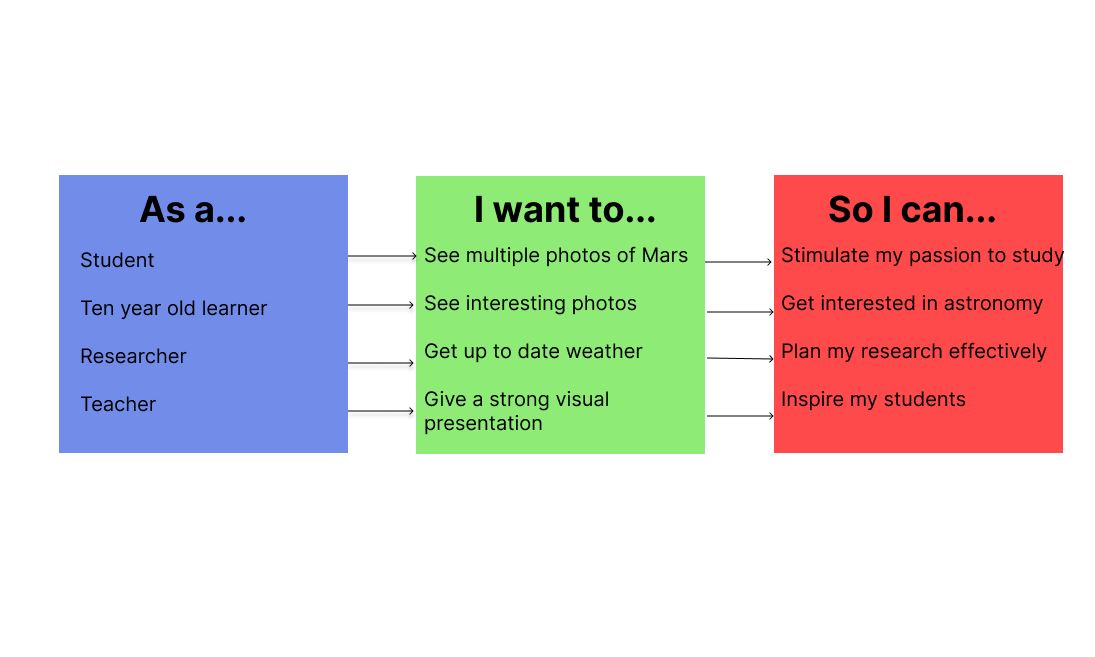 As a...
Student
Ten year old learner
Researcher
Teacher
I want to...
See multiple photos of Mars
See interesting photos
Get up to date weather
Give a strong visual
presentation
So I can...
Stimulate my passion to study
Get interested in astronomy
Plan my research effectively
Inspire my students